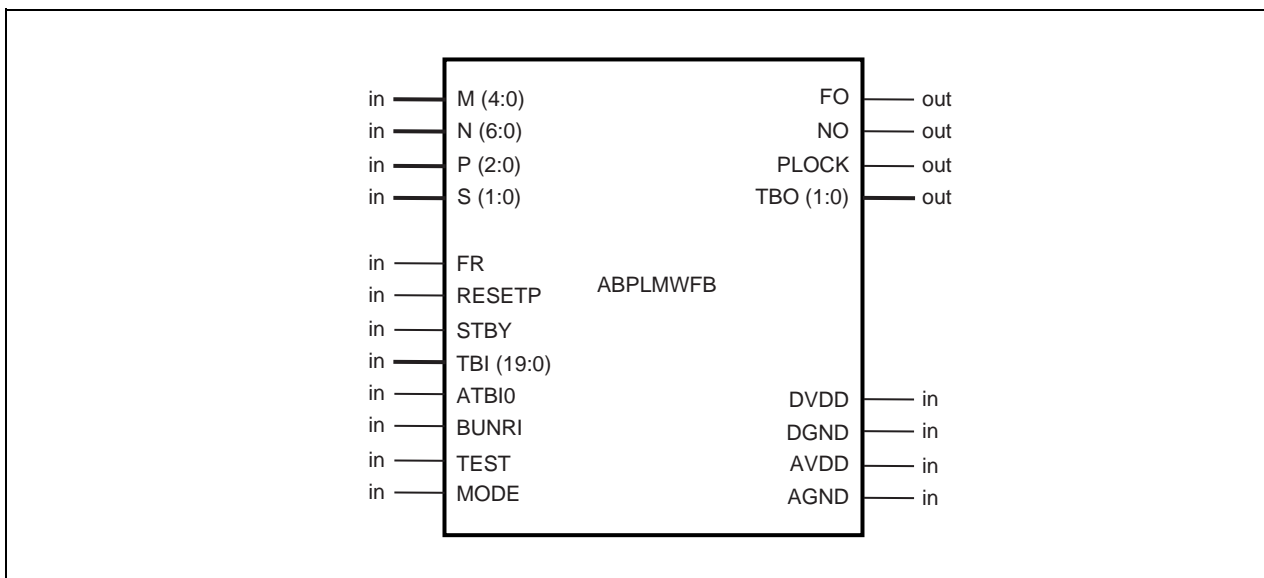 in M (4:0) FO out
in N (6:0) NO out
in P (2:0) PLOCK out
in S (1:0) TBO (1:0) out
in FR
ABPLMWFB
in RESETP
in STBY
in TBI (19:0)
in ATBI0 DVDD in
in BUNRI DGND in
in TEST AVDD in
in MODE AGND in